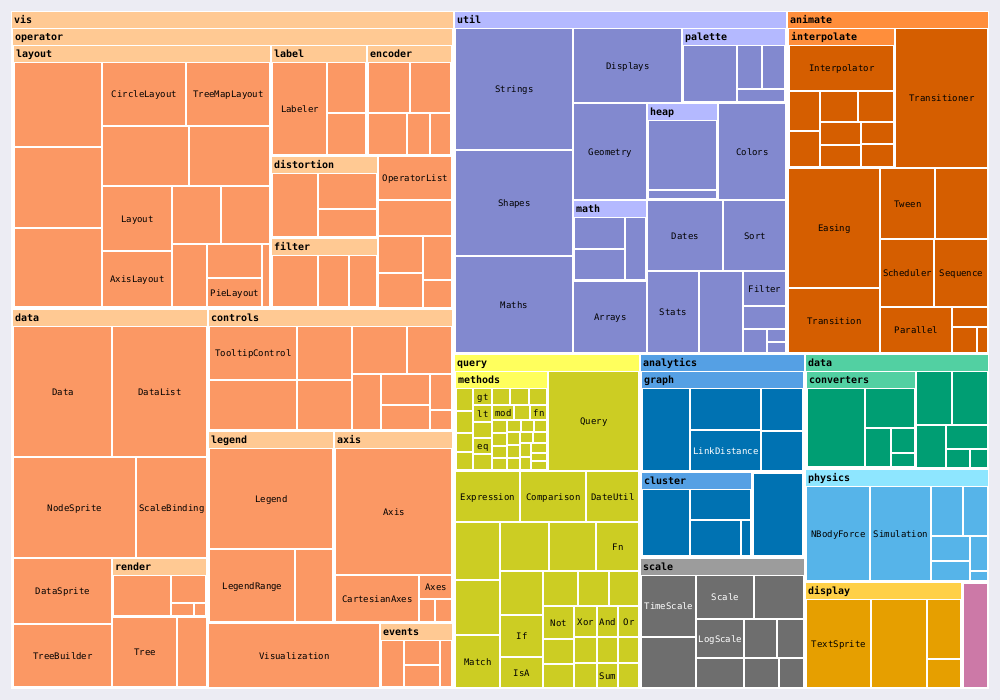 vis
operator
layout
CircleLayout
TreeMapLayout
Layout
AxisLayout
PieLayout
label
Labeler
encoder
distortion
OperatorList
filter
data
Data
DataList
NodeSprite
ScaleBinding
DataSprite
TreeBuilder
render
Tree
controls
TooltipControl
legend
Legend
LegendRange
axis
Axis
CartesianAxes
Axes
Visualization
events
util
Strings
Shapes
Maths
Displays
palette
Geometry
heap
Colors
math
Arrays
Dates
Sort
Stats
Filter
animate
interpolate
Interpolator
Transitioner
Easing
Transition
Tween
Scheduler
Sequence
Parallel
query
methods
gt
lt
eq
mod
fn
Query
Expression
Comparison
DateUtil
Fn
Match
If
IsA
Not
Xor
And
Or
Sum
analytics
graph
LinkDistance
cluster
scale
TimeScale
Scale
LogScale
data
converters
physics
NBodyForce
Simulation
display
TextSprite